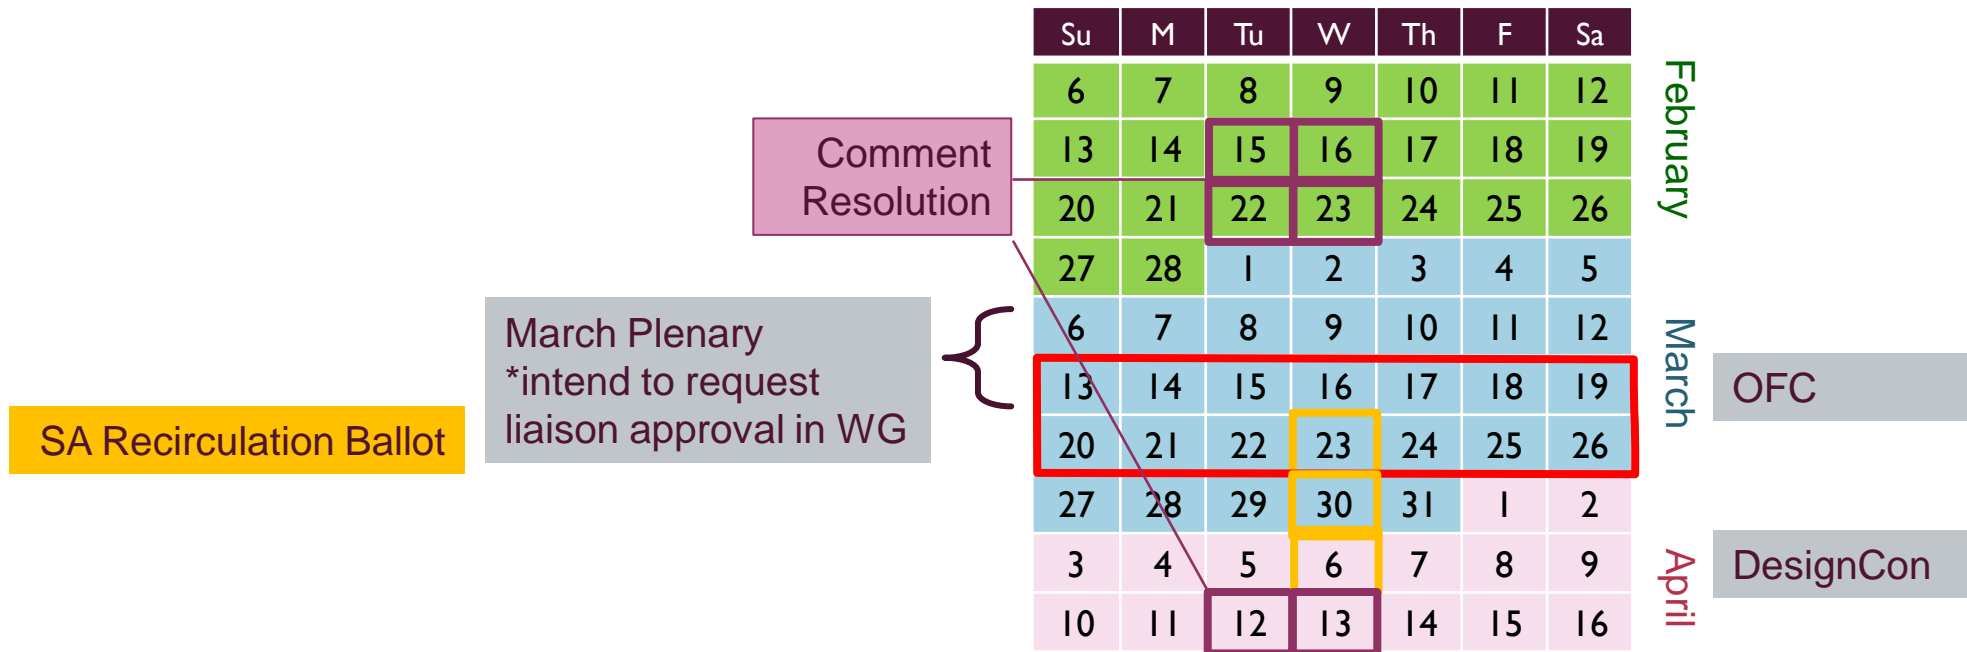 Su M Tu W Th F Sa
6 7 8 9 10 11 12
13 14 15 16 17 18 19
20 21 22 23 24 25 26
27 28 1 2 3 4 5
6 7 8 9 10 11 12
13 14 15 16 17 18 19
20 21 22 23 24 25 26
27 28 29 30 31 1 2
3 4 5 6 7 8 9
10 11 12 13 14 15 16
February
March
April
Comment
Resolution
March Plenary
*intend to request
liaison approval in WG
SA Recirculation Ballot
OFC
DesignCon